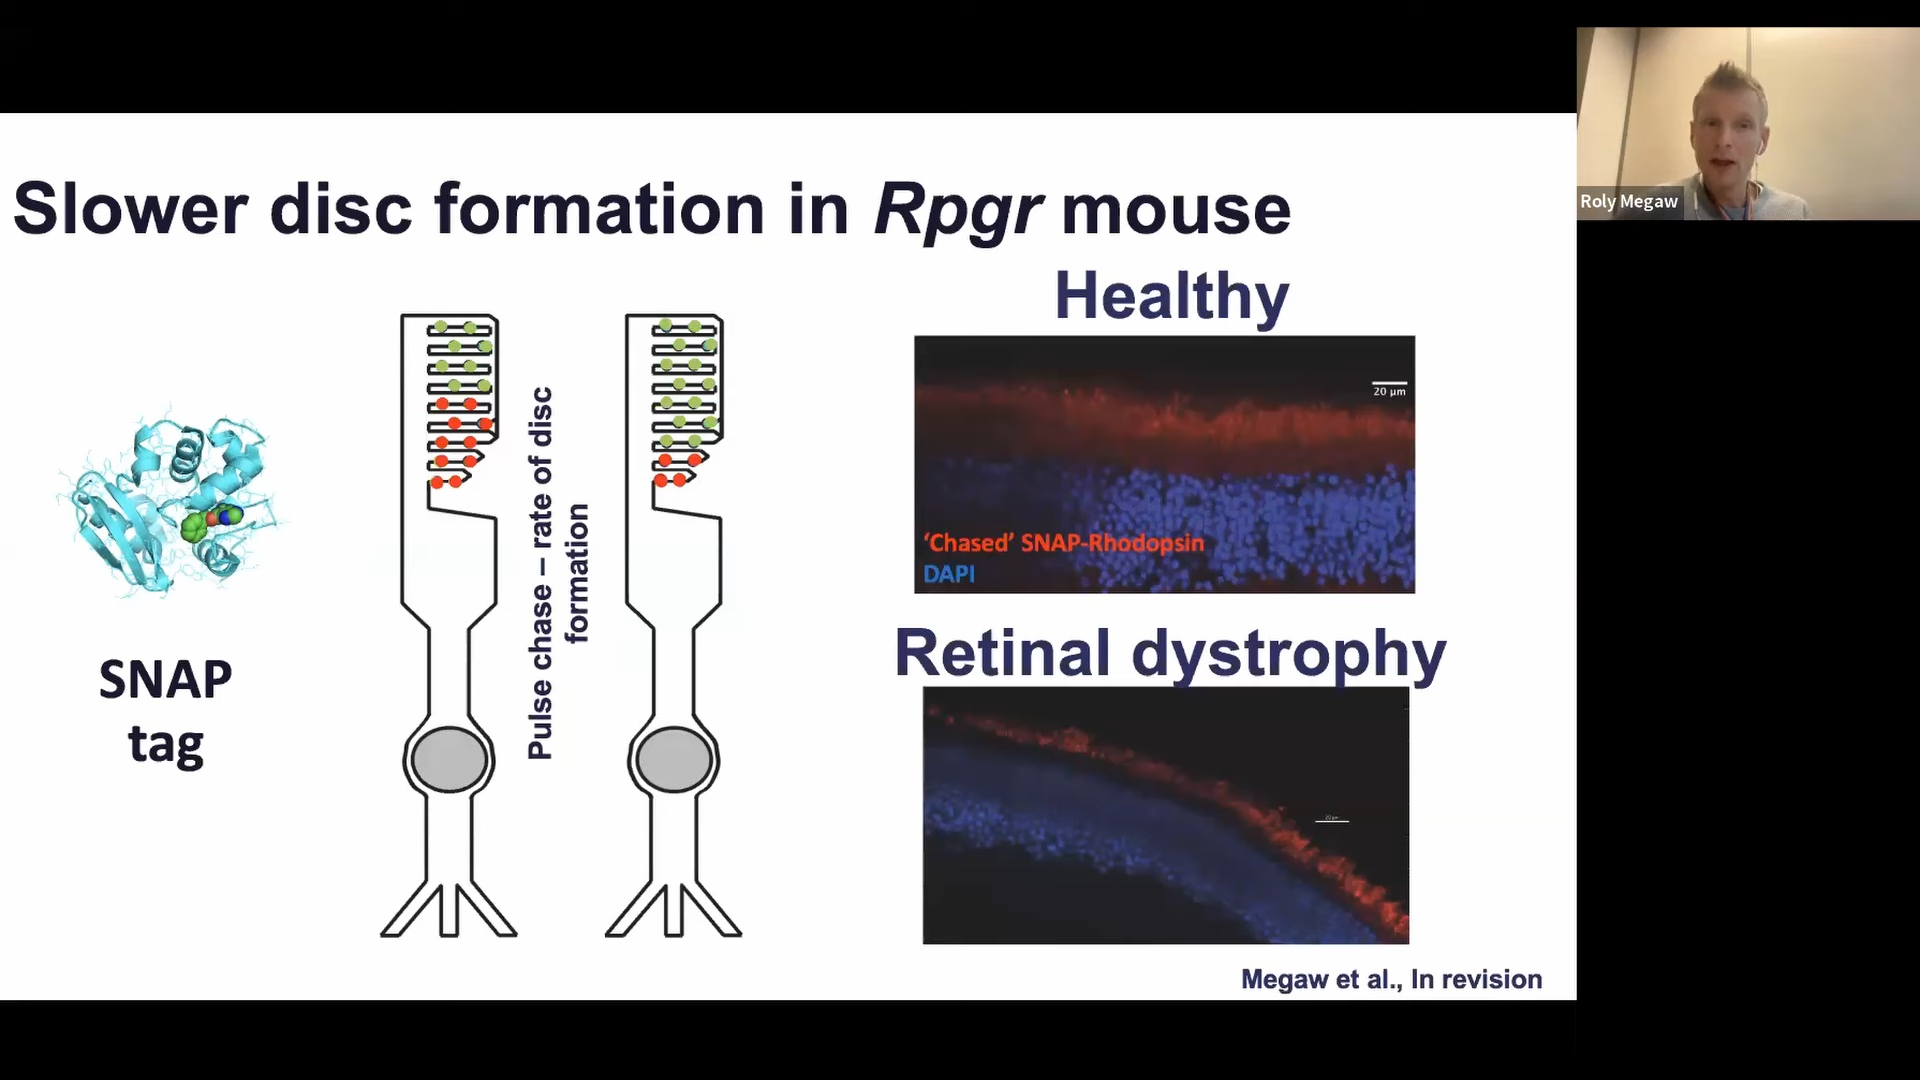 Slower disc formation in Rpgr mouse
Roly Megaw
Healthy
20 µm
'Chased' SNAP-Rhodopsin
DAPI
Pulse chase – rate of disc
formation
SNAP
tag
Retinal dystrophy
Megaw et al., In revision